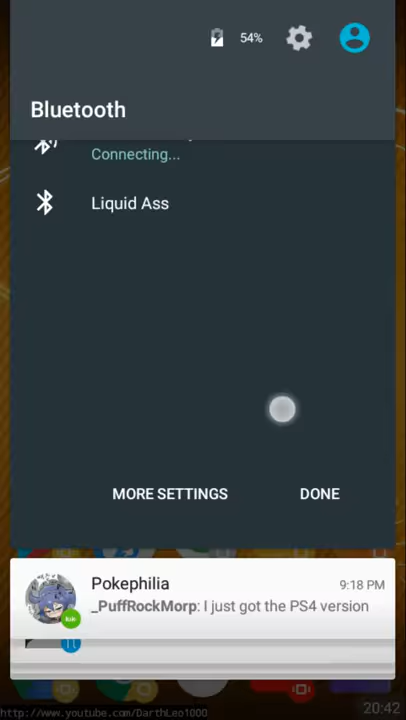 54%
Bluetooth
Connecting...
Liquid Ass
MORE SETTINGS
DONE
Pokephilia
9:18 PM
_PuffRockMorp: I just got the PS4 version
http://www.youtube.com/DarthLeo1000
20:42